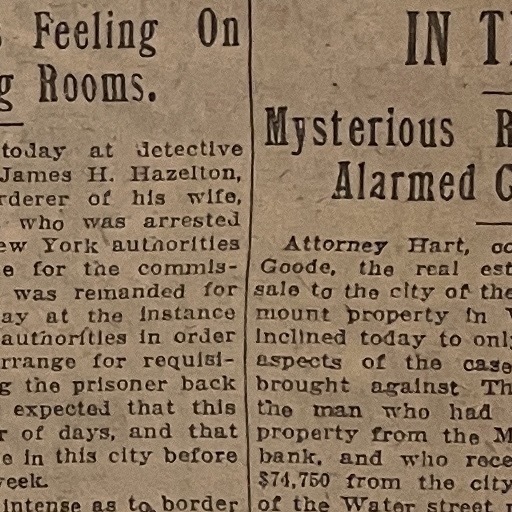 Feeling On
Rooms.
today at detective
James H. Hazelton,
rderer of his wife,
who was arrested
ew York authorities
e for the commis-
was remanded for
ay at the instance
authorities in order
rrange for requisi-
g the prisoner back
expected that this
r of days, and that
e in this city before
week.
intense as to border
IN
Mysterious R
Alarmed
Attorney Hart, co
Goode, the real est
sale to the city of the
mount property in
inclined today to only
aspects of the case
brought against Th
the man who had
property from the M
bank, and who rece
$74,750 from the city
of the Water street